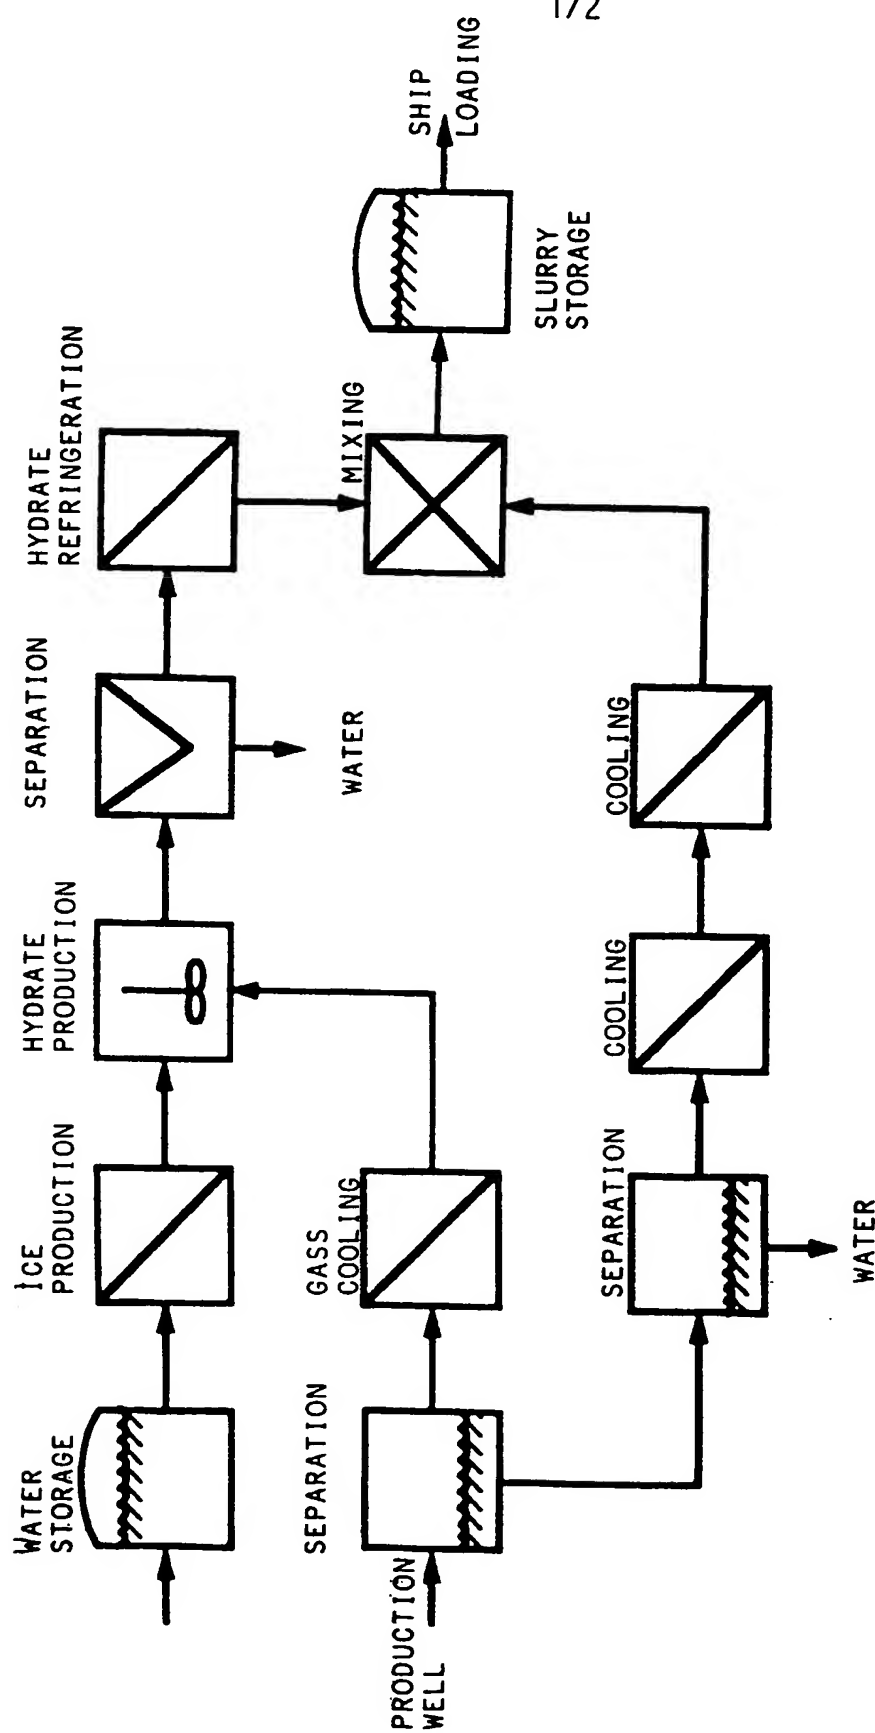 1/2
WATER
STORAGE
ICE
PRODUCTION
HYDRATE
PRODUCTION
SEPARATION
HYDRATE
REFRINGERATION
WATER
MIXING
SHIP
LOADING
SLURRY
STORAGE
PRODUCTION
WELL
SEPARATION
GASS
COOLING
SEPARATION
COOLING
COOLING
WATER